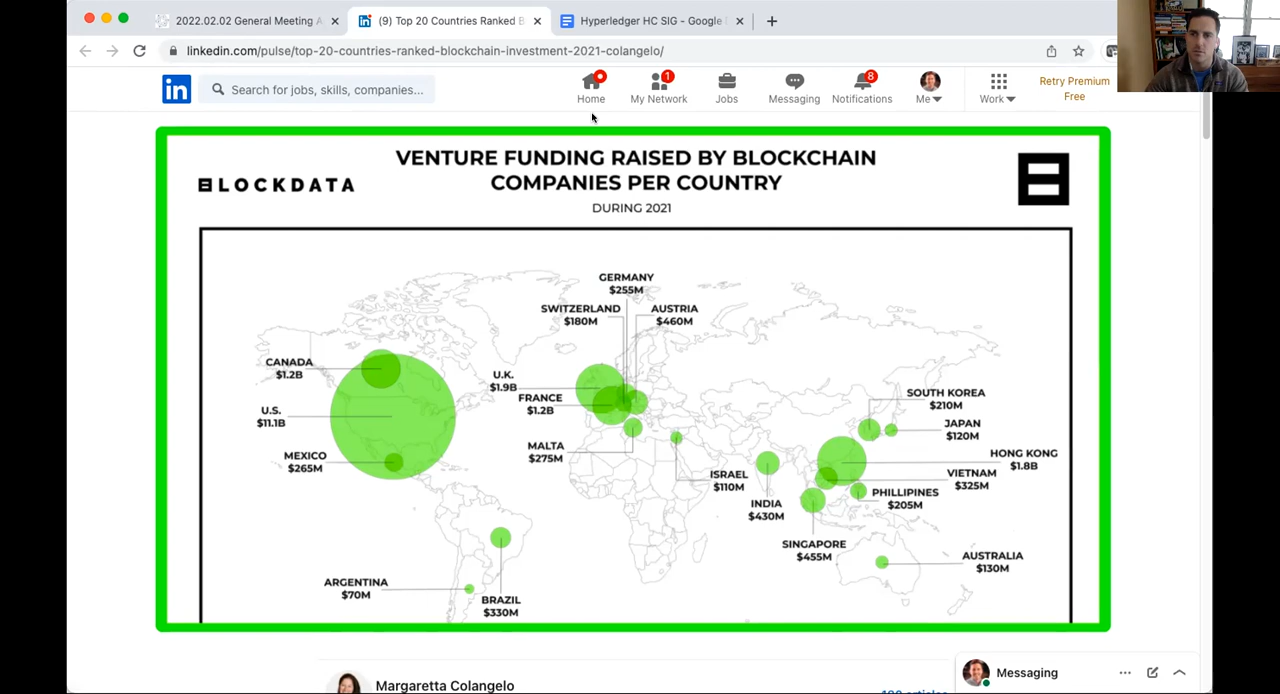 2022.02.02 General Meeting A
(9) Top 20 Countries Ranked B
Hyperledger HC SIG - Google
linkedin.com/pulse/top-20-countries-ranked-blockchain-investment-2021-colangelo/
in
Search for jobs, skills, companies...
Home
1
My Network
Jobs
Messaging
8
Notifications
Me
Work
Retry Premium
Free
BLOCKDATA
VENTURE FUNDING RAISED BY BLOCKCHAIN
COMPANIES PER COUNTRY
DURING 2021
GERMANY
$255M
SWITZERLAND
$180M
AUSTRIA
$460M
CANADA
$1.2B
U.K.
$1.9B
FRANCE
$1.2B
U.S.
$11.1B
SOUTH KOREA
$210M
JAPAN
$120M
MEXICO
$265M
MALTA
$275M
HONG KONG
$1.8B
ISRAEL
$110M
VIETNAM
$325M
INDIA
$430M
PHILLIPINES
$205M
SINGAPORE
$455M
AUSTRALIA
$130M
ARGENTINA
$70M
BRAZIL
$330M
Margaretta Colangelo
Messaging